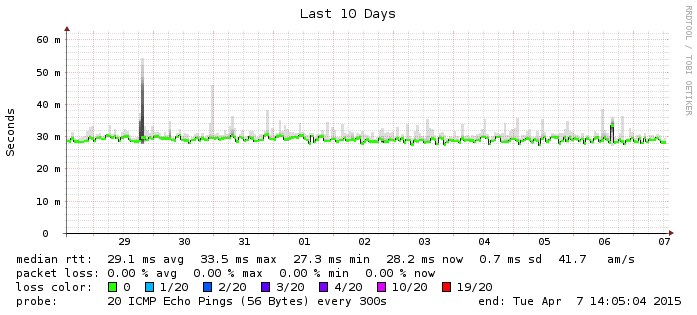 Last 10 Days
RRDTOOL / TOBI OETIKER
Seconds
60 m
50 m
40 m
30 m
20 m
10 m
0
29 30 31 01 02 03 04 05 06 07
median rtt: 29.1 ms avg 33.5 ms max 27.3 ms min 28.2 ms now 0.7 ms sd 41.7 am/s
packet loss: 0.00 % avg 0.00 % max 0.00 % min 0.00 % now
loss color: 0 1/20 2/20 3/20 4/20 10/20 19/20
probe: 20 ICMP Echo Pings (56 Bytes) every 300s end: Tue Apr 7 14:05:04 2015